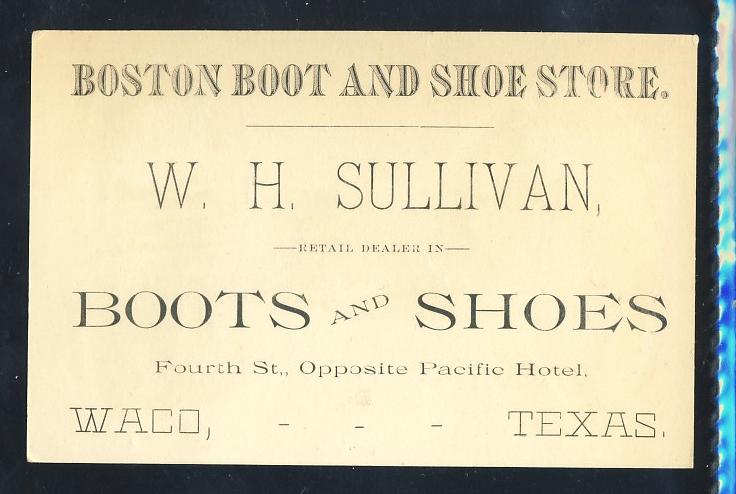 BOSTON BOOT AND SHOE STORE.
W. H. SULLIVAN,
—RETAIL DEALER IN—
BOOTS AND SHOES
Fourth St,, Opposite Pacific Hotel,
WACO, - - - TEXAS.